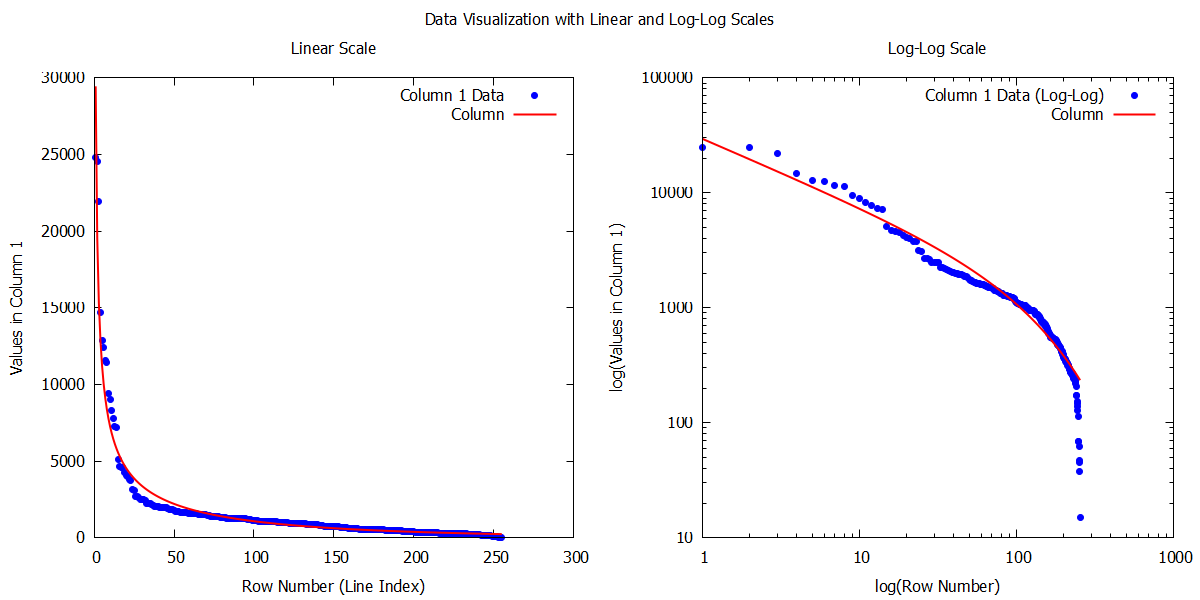 Data Visualization with Linear and Log-Log Scales
Linear Scale
30000
25000
20000
15000
10000
5000
0
Values in Column 1
Column 1 Data
Column
0 50 100 150 200 250 300
Row Number (Line Index)
Log-Log Scale
100000
10000
1000
100
10
log(Values in Column 1)
Column 1 Data (Log-Log)
Column
1 10 100 1000
log(Row Number)